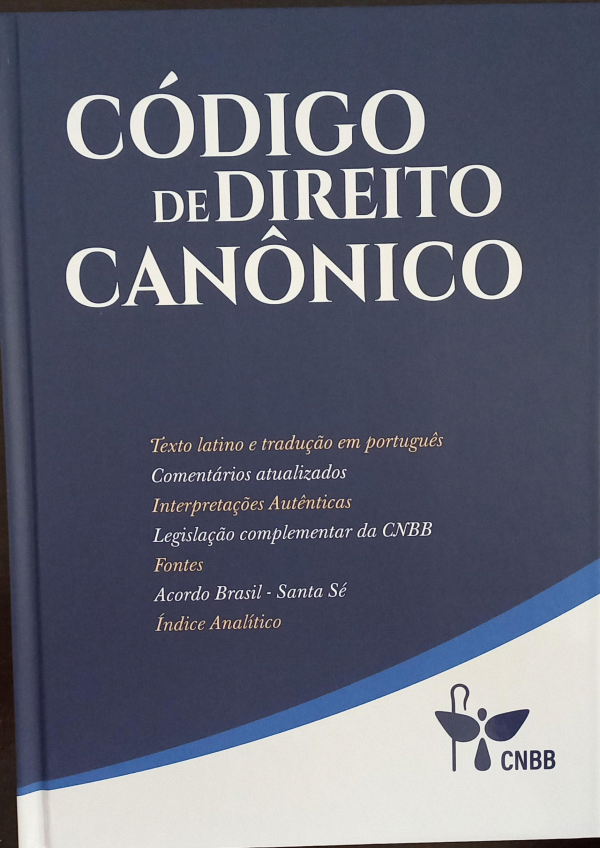 CÓDIGO
DE DIREITO
CANÔNICO
Texto latino e tradução em português
Comentários atualizados
Interpretações Autênticas
Legislação complementar da CNBB
Fontes
Acordo Brasil - Santa Sé
Índice Analítico
CNBB